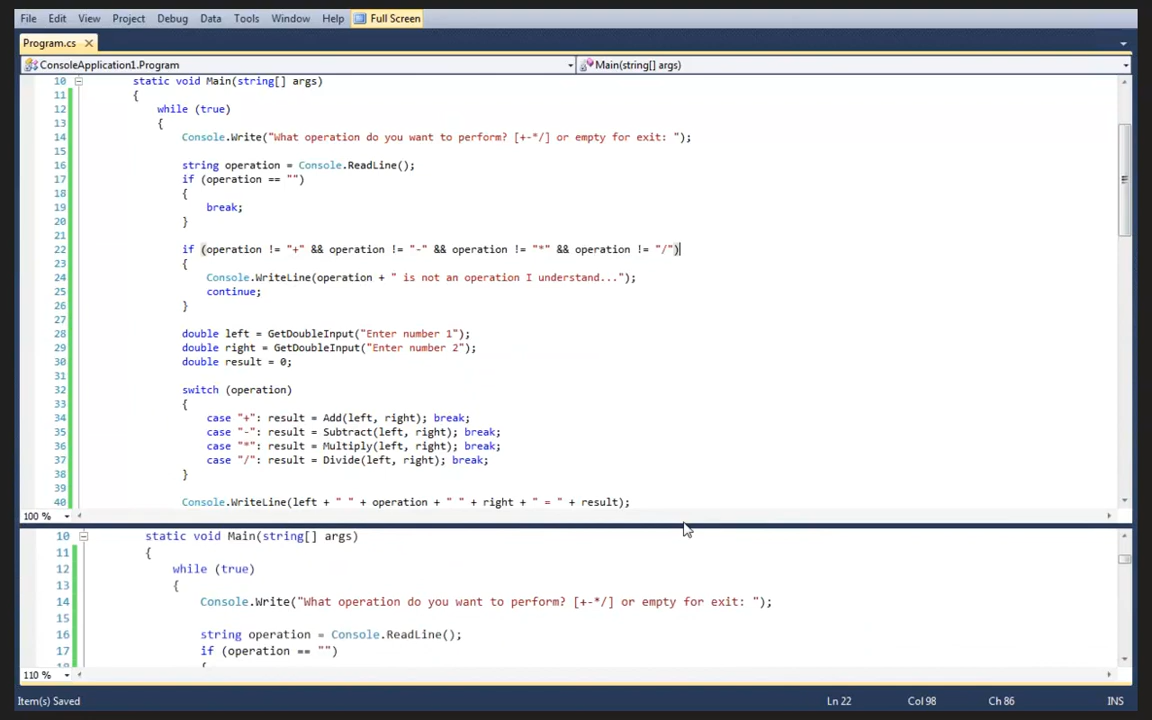 File Edit View Project Debug Data Tools Window Help Full Screen
Program.cs
ConsoleApplication1.Program Main(string[] args)
10 static void Main(string[] args)
11 {
12 while (true)
13 {
14 Console.Write("What operation do you want to perform? [+-*/] or empty for exit: ");
15
16 string operation = Console.ReadLine();
17 if (operation == "")
18 {
19 break;
20 }
21
22 if (operation != "+" && operation != "-" && operation != "*" && operation != "/")
23 {
24 Console.WriteLine(operation + " is not an operation I understand...");
25 continue;
26 }
27
28 double left = GetDoubleInput("Enter number 1");
29 double right = GetDoubleInput("Enter number 2");
30 double result = 0;
31
32 switch (operation)
33 {
34 case "+": result = Add(left, right); break;
35 case "-": result = Subtract(left, right); break;
36 case "*": result = Multiply(left, right); break;
37 case "/": result = Divide(left, right); break;
38 }
39
40 Console.WriteLine(left + " " + operation + " " + right + " = " + result);
100 %
10 static void Main(string[] args)
11 {
12 while (true)
13 {
14 Console.Write("What operation do you want to perform? [+-*/] or empty for exit: ");
15
16 string operation = Console.ReadLine();
17 if (operation == "")
18 {
110 %
Item(s) Saved Ln 22 Col 98 Ch 86 INS